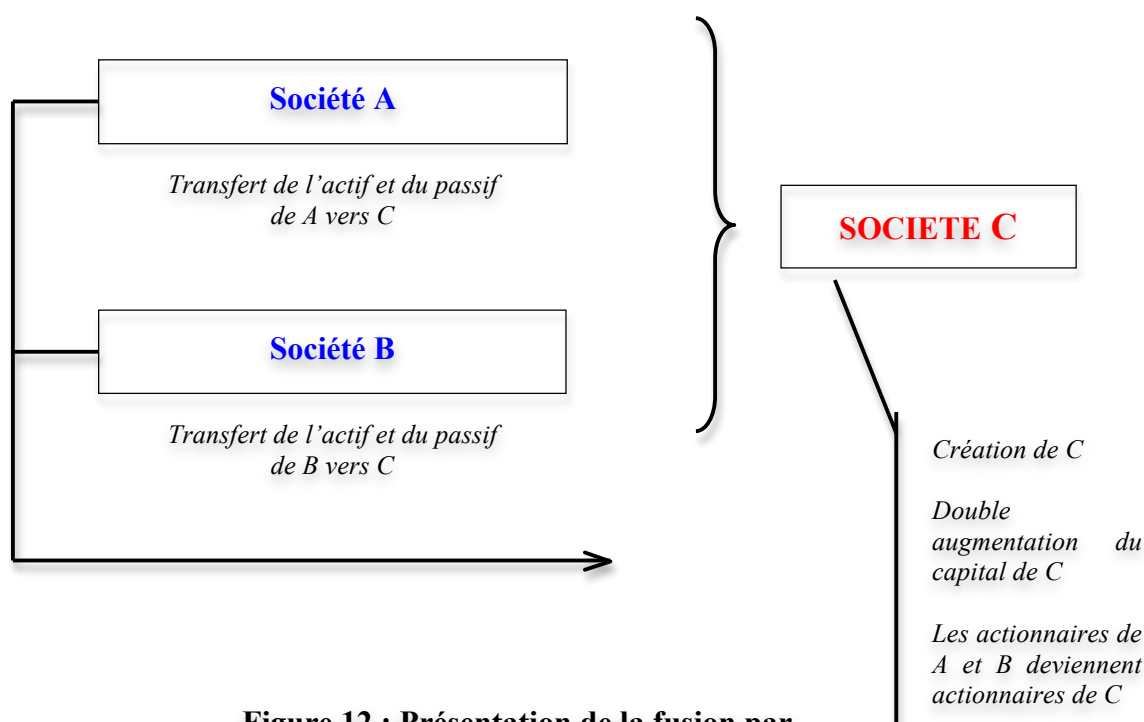 Société A
Transfert de l’actif et du passif
de A vers C
SOCIETE C
Société B
Transfert de l’actif et du passif
de B vers C
Création de C
Double
augmentation du
capital de C
Les actionnaires de
A et B deviennent
actionnaires de C
Figure 12 : Présentation de la fusion par